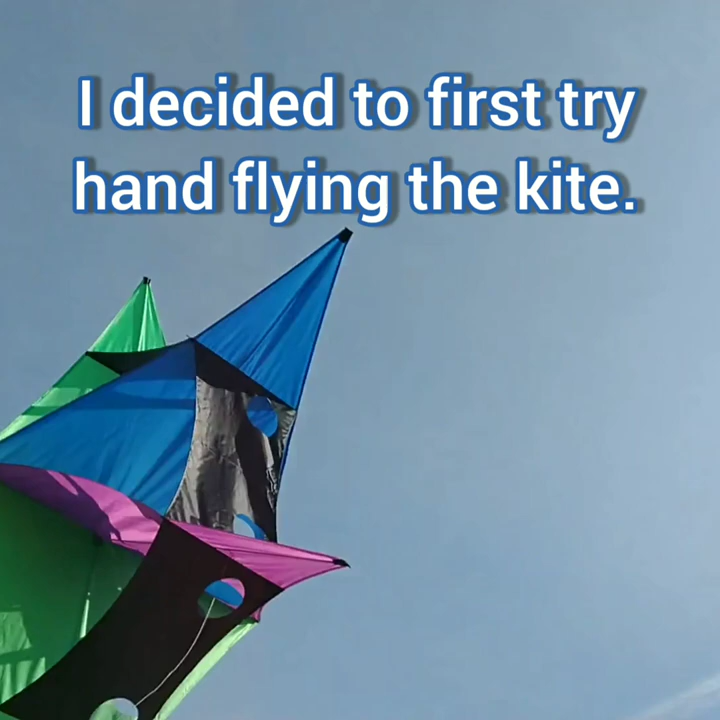 I decided to first try
hand flying the kite.